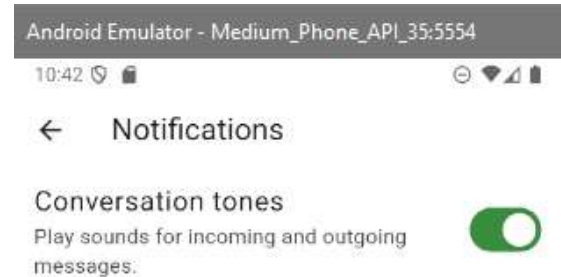 Android Emulator - Medium_Phone_API_35:5554
10:42
Notifications
Conversation tones
Play sounds for incoming and outgoing
messages.